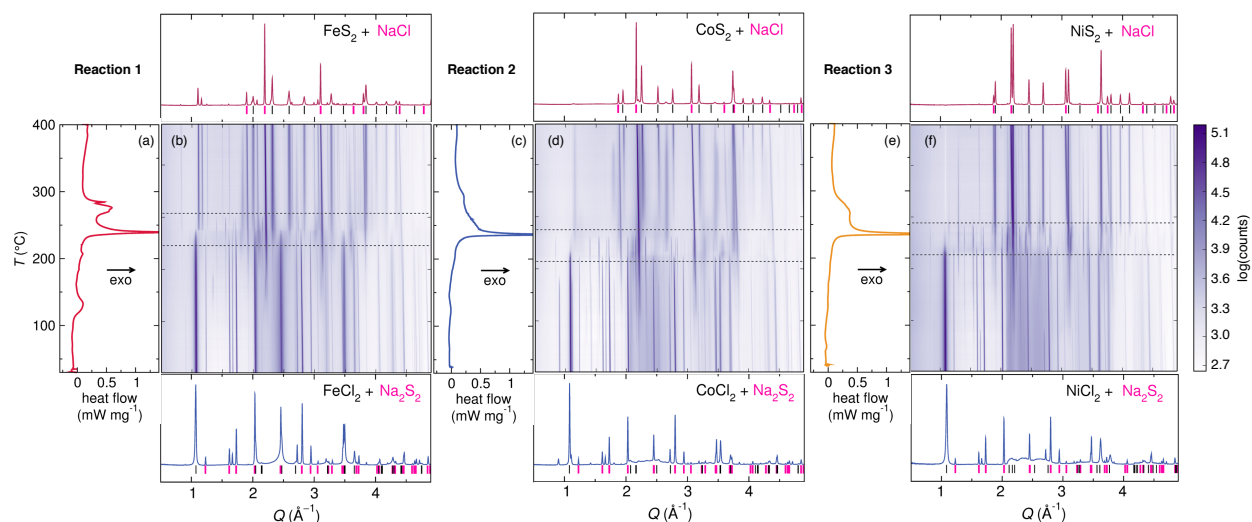 FeS2 + NaCl
CoS2 + NaCl
NiS2 + NaCl
Reaction 1
Reaction 2
Reaction 3
400
300
200
100
T (°C)
(a)
(b)
(c)
(d)
(e)
(f)
exo
exo
exo
5.1
4.8
4.5
4.2
3.9
3.6
3.3
3.0
2.7
log(counts)
0 0.5 1
heat flow
(mW mg−1)
0 0.5 1
heat flow
(mW mg−1)
0 0.5 1
heat flow
(mW mg−1)
FeCl2 + Na2S2
CoCl2 + Na2S2
NiCl2 + Na2S2
1 2 3 4
Q (Å−1)
1 2 3 4
Q (Å−1)
1 2 3 4
Q (Å−1)